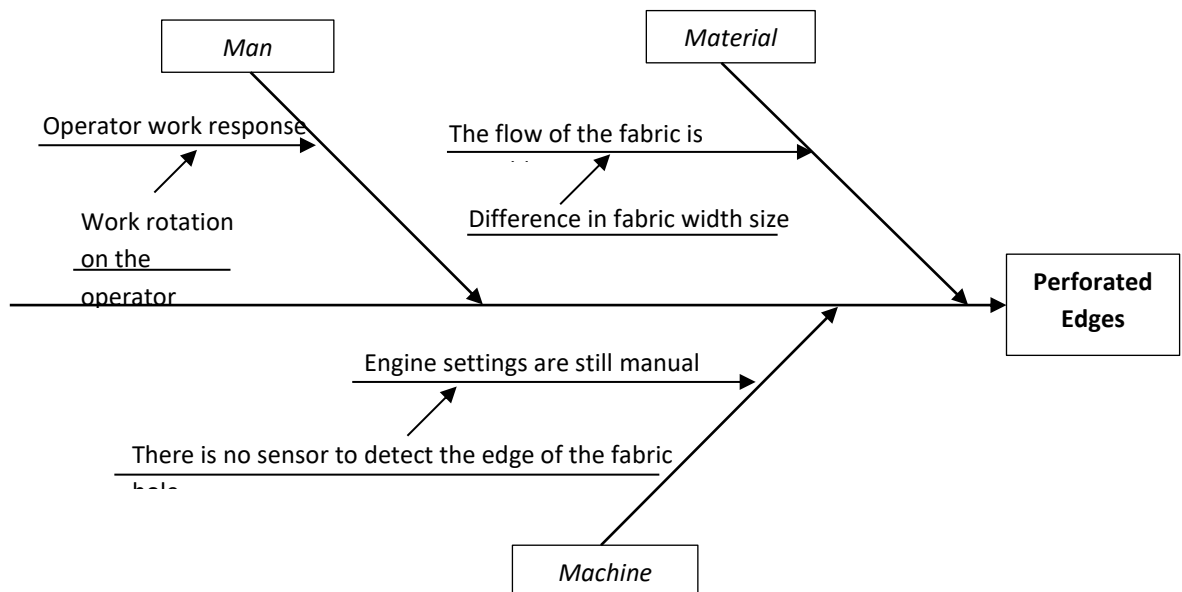 Man
Material
Operator work response
The flow of the fabric is
Work rotation
on the
operator
Difference in fabric width size
Perforated
Edges
Engine settings are still manual
There is no sensor to detect the edge of the fabric
Machine